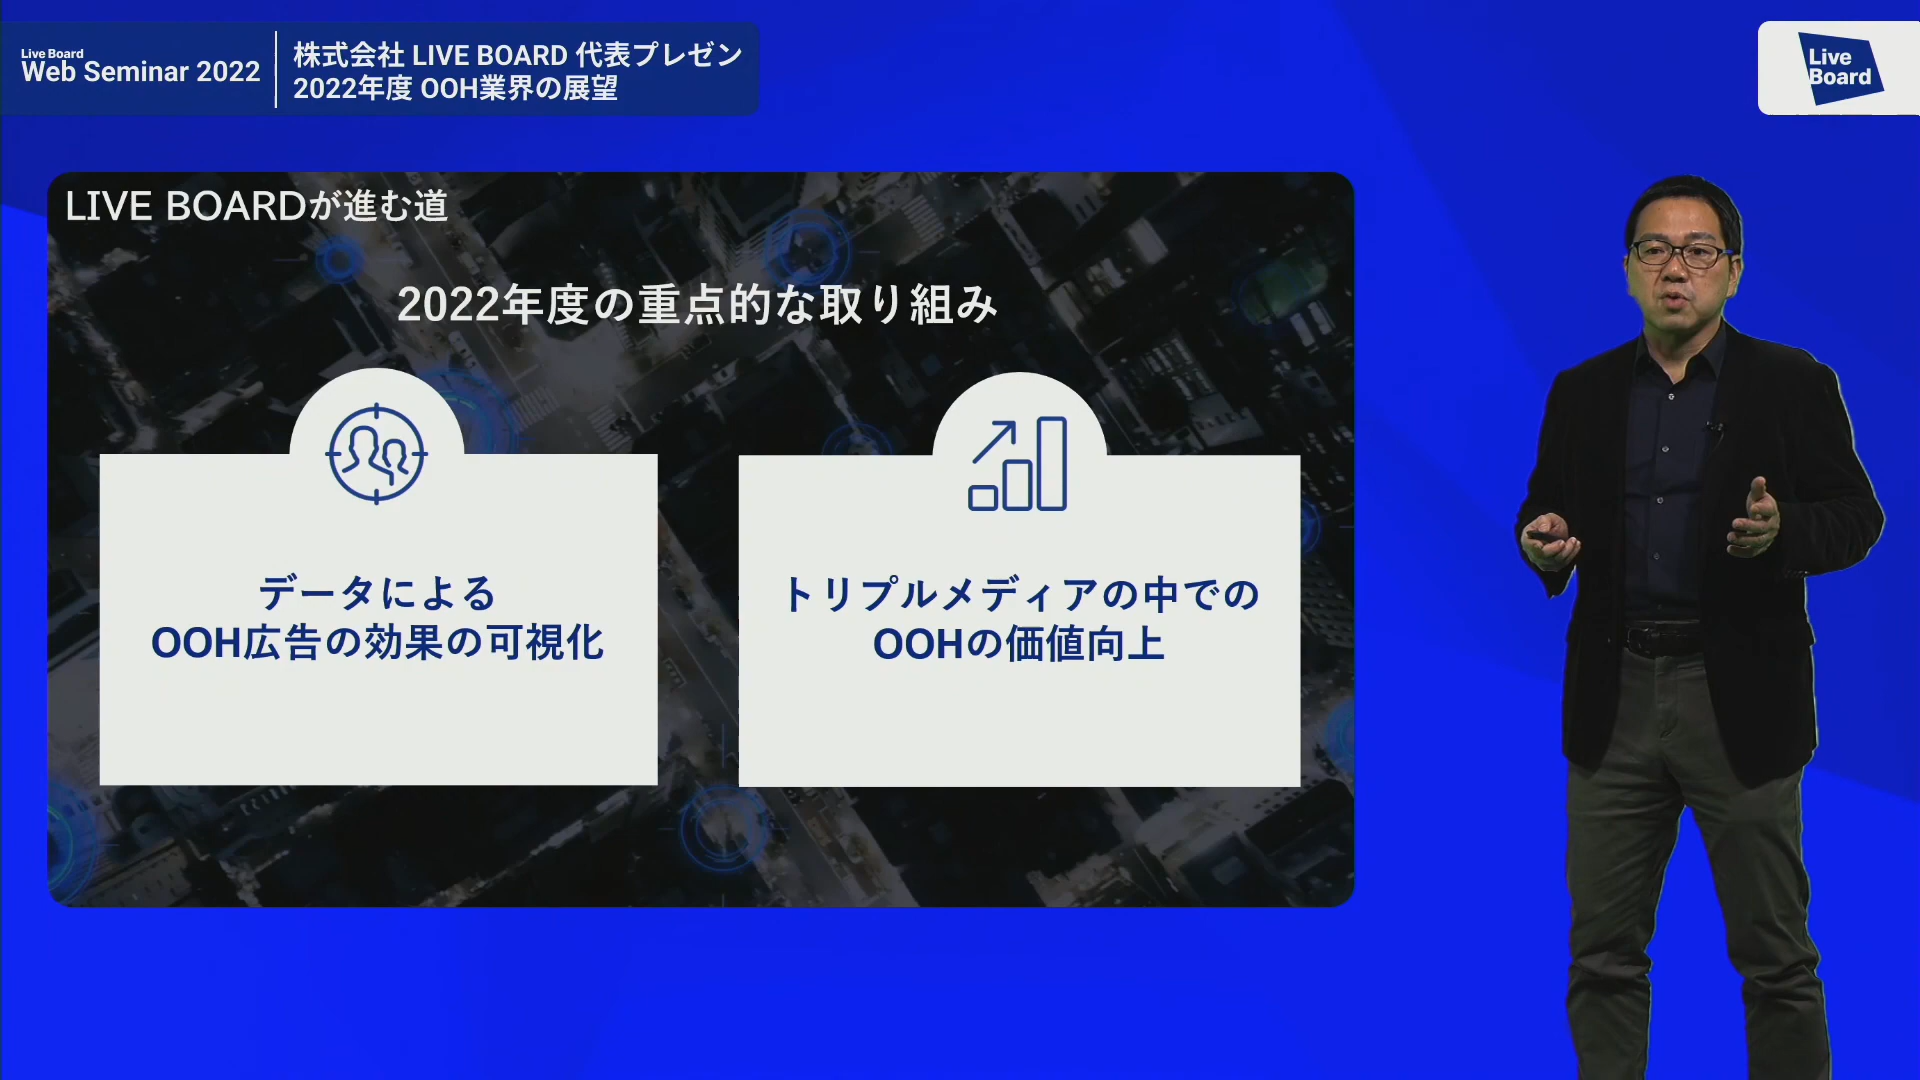 Live Board
Web Seminar 2022
株式会社 LIVE BOARD 代表プレゼン
2022年度 OOH業界の展望
Live
Board
LIVE BOARDが進む道
2022年度の重点的な取り組み
データによる
OOH広告の効果の可視化
トリプルメディアの中での
OOHの価値向上